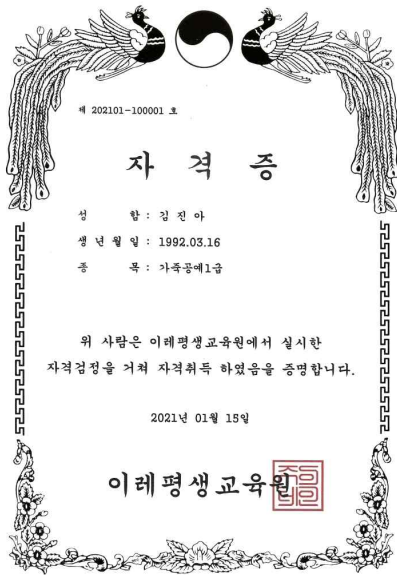 제 202101-100001 호
자 격 증
성 함 : 김진아
생 년 월 일 : 1992.03.16
종 목 : 가죽공예1급
위 사람은 이레평생교육원에서 실시한
자격검정을 거쳐 자격취득 하였음을 증명합니다.
2021년 01월 15일
이레평생교육원